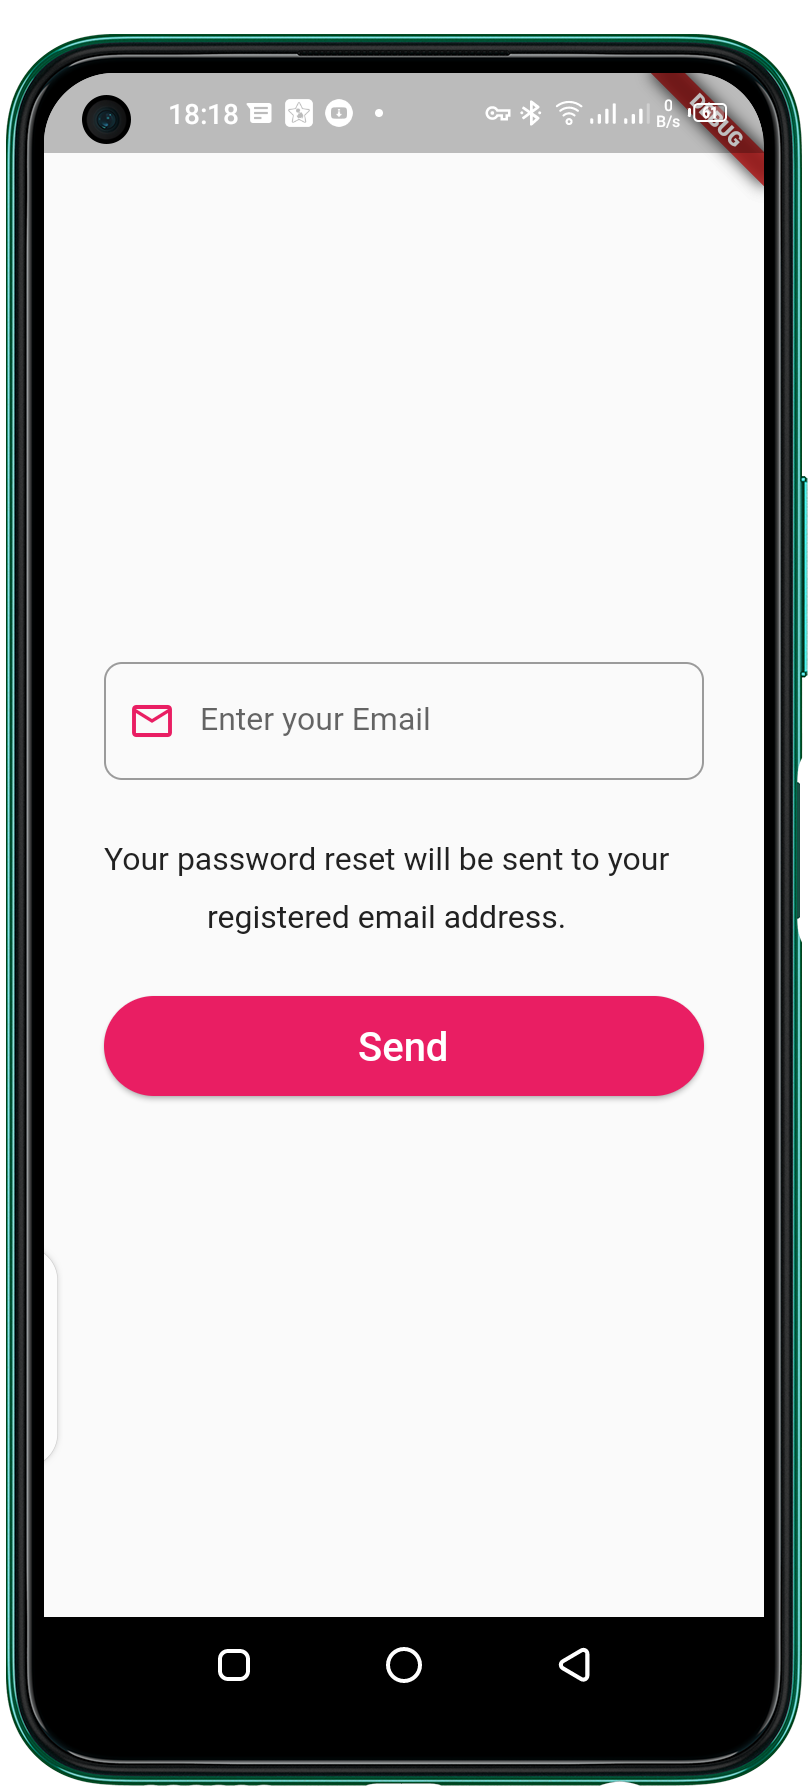 18:18
0
B/s
61
DEBUG
Enter your Email
Your password reset will be sent to your
registered email address.
Send